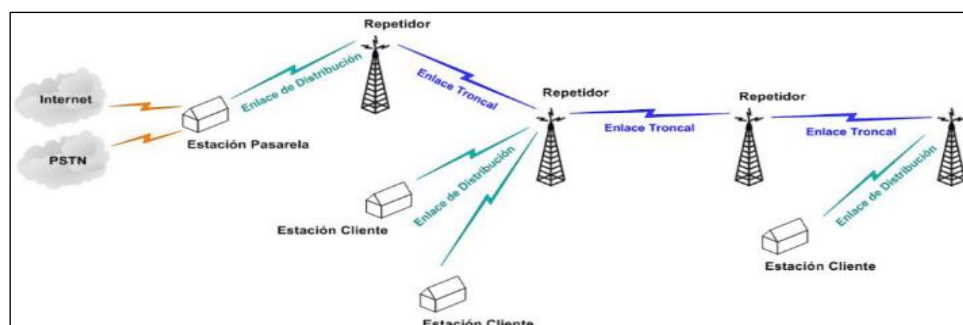 Repetidor
Internet
Enlace de Distribución
Enlace Troncal
Repetidor
Repetidor
Estación Pasarela
PSTN
Enlace Troncal
Enlace Troncal
Enlace de Distribución
Enlace de Distribución
Estación Cliente
Estación Cliente
Estación Cliente